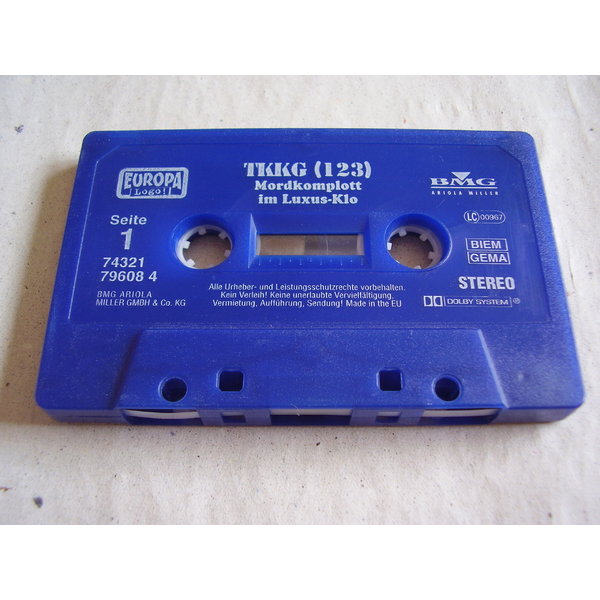 EUROPA
Logo!
TKKG (123)
Mordkomplott
im Luxus-Klo
BMG
ARIOLA MILLER
Seite
1
LC 00967
74321
79608 4
BIEM
GEMA
STEREO
BMG ARIOLA
MILLER GMBH & Co. KG
Alle Urheber- und Leistungsschutzrechte vorbehalten.
Kein Verleih! Keine unerlaubte Vervielfältigung,
Vermietung, Aufführung, Sendung! Made in the EU
DOLBY SYSTEM ®